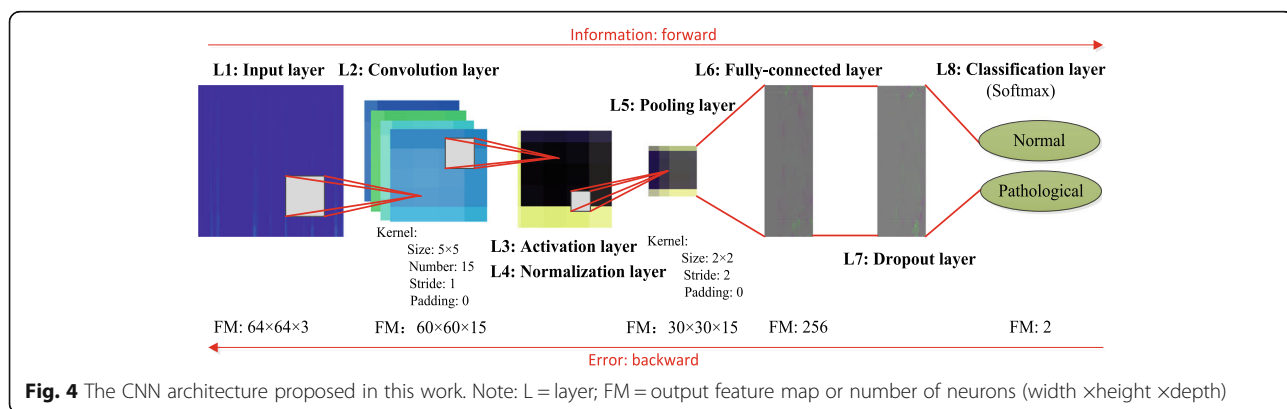 Information: forward
L1: Input layer
L2: Convolution layer
L6: Fully-connected layer
L8: Classification layer
(Softmax)
L5: Pooling layer
Normal
Pathological
Kernel:
Size: 5×5
Number: 15
Stride: 1
Padding: 0
L3: Activation layer
L4: Normalization layer
Kernel:
Size: 2×2
Stride: 2
Padding: 0
L7: Dropout layer
FM: 64×64×3
FM: 60×60×15
FM: 30×30×15
FM: 256
FM: 2
Error: backward
Fig. 4 The CNN architecture proposed in this work. Note: L = layer; FM = output feature map or number of neurons (width ×height ×depth)